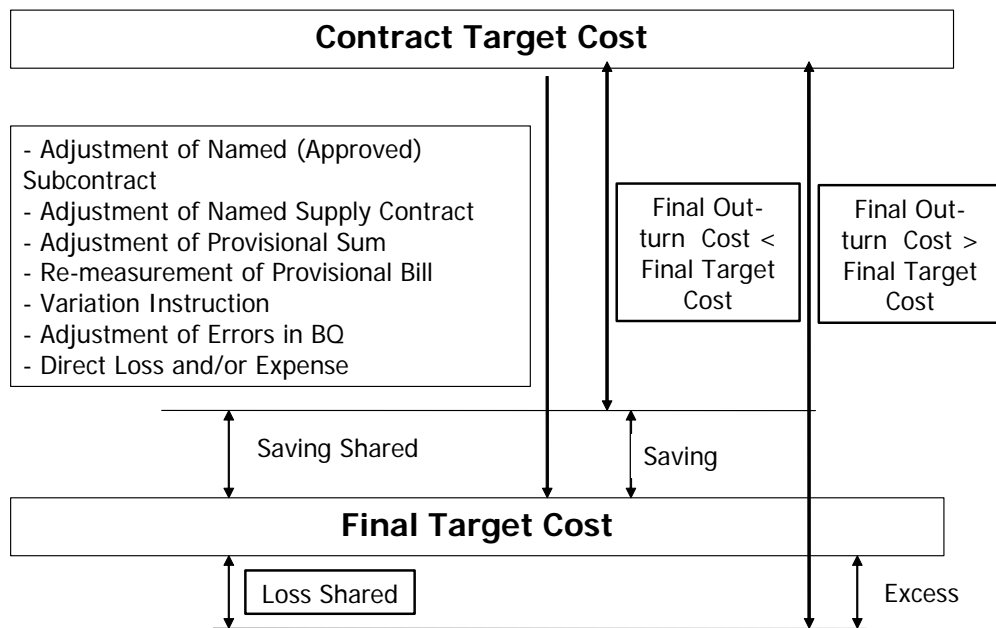 Contract Target Cost
- Adjustment of Named (Approved)
Subcontract
- Adjustment of Named Supply Contract
- Adjustment of Provisional Sum
- Re-measurement of Provisional Bill
- Variation Instruction
- Adjustment of Errors in BQ
- Direct Loss and/or Expense
Final Out-
turn Cost <
Final Target
Cost
Final Out-
turn Cost >
Final Target
Cost
Saving Shared
Saving
Final Target Cost
Loss Shared
Excess